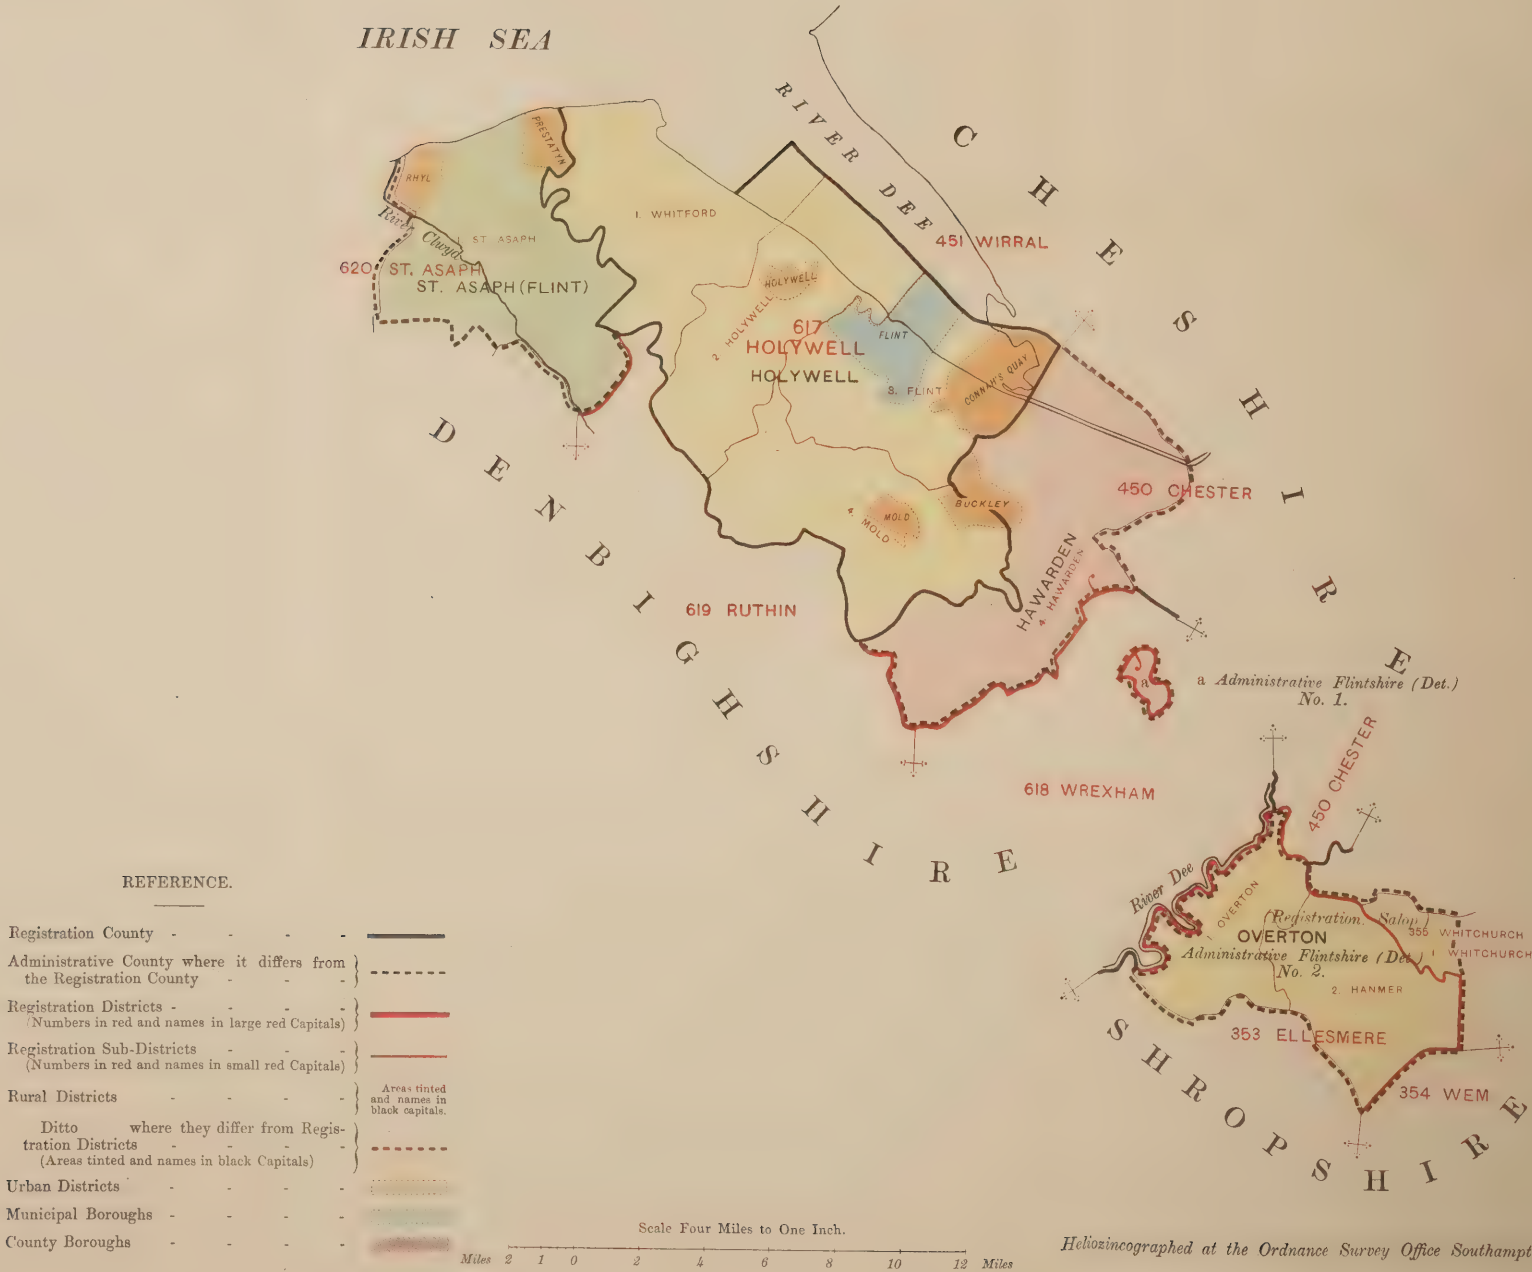 IRISH SEA
RIVER DEE
CHESHIRE
PRESTATYN
RHYL
River Clwyd
1. WHITFORD
451 WIRRAL
ST. ASAPH
620 ST. ASAPH
ST. ASAPH (FLINT)
HOLYWELL
2. HOLYWELL
617
HOLYWELL
HOLYWELL
FLINT
3. FLINT
CONNAH'S QUAY
DENBIGHSHIRE
450 CHESTER
BUCKLEY
MOLD
4. MOLD
HAWARDEN
4. HAWARDEN
619 RUTHIN
a
a Administrative Flintshire (Det.)
No. 1.
618 WREXHAM
450 CHESTER
River Dee
OVERTON
(Registration Salop)
355 WHITCHURCH
OVERTON
1 WHITCHURCH
Administrative Flintshire (Det.)
No. 2.
2. HANMER
353 ELLESMERE
354 WEM
SHROPSHIRE
REFERENCE.
Registration County - - - -
Administrative County where it differs from
the Registration County - - -
Registration Districts - - - -
(Numbers in red and names in large red Capitals)
Registration Sub-Districts - - -
(Numbers in red and names in small red Capitals)
Rural Districts - - - -
Areas tinted
and names in
black capitals.
Ditto where they differ from Regis-
tration Districts - - - -
(Areas tinted and names in black Capitals)
Urban Districts - - - -
Municipal Boroughs - - - -
County Boroughs - - - -
Scale Four Miles to One Inch.
Miles 2 1 0 2 4 6 8 10 12 Miles
Heliozincographed at the Ordnance Survey Office Southampt